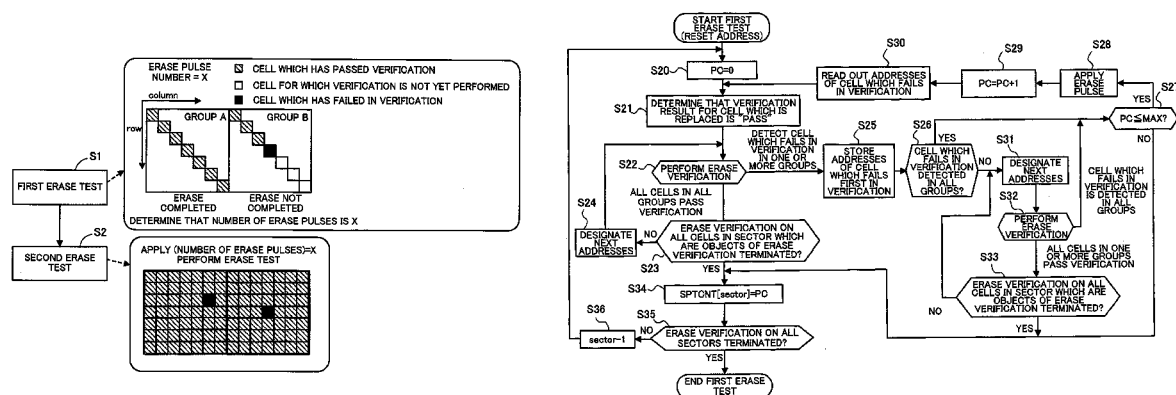 ERASE PULSE
NUMBER = X
CELL WHICH HAS PASSED VERIFICATION
CELL FOR WHICH VERIFICATION IS NOT YET PERFORMED
CELL WHICH HAS FAILED IN VERIFICATION
column
row
GROUP A
GROUP B
ERASE
COMPLETED
ERASE NOT
COMPLETED
DETERMINE THAT NUMBER OF ERASE PULSES IS X
S1
FIRST ERASE TEST
S2
SECOND ERASE TEST
APPLY (NUMBER OF ERASE PULSES)=X
PERFORM ERASE TEST
START FIRST
ERASE TEST
(RESET ADDRESS)
S20
PC=0
S30
READ OUT ADDRESSES
OF CELL WHICH FAILS
IN VERIFICATION
S29
PC=PC+1
S28
APPLY
ERASE
PULSE
S27
YES
PC≦MAX?
NO
S21
DETERMINE THAT VERIFICATION
RESULT FOR CELL WHICH IS
REPLACED IS "PASS"
DETECT CELL
WHICH FAILS IN
VERIFICATION
IN ONE OR
MORE GROUPS
S22
PERFORM ERASE
VERIFICATION
S25
STORE
ADDRESSES
OF CELL
WHICH FAILS
FIRST IN
VERIFICATION
S26
YES
CELL WHICH
FAILS IN
VERIFICATION
DETECTED
IN ALL
GROUPS?
NO
S31
DESIGNATE
NEXT
ADDRESSES
CELL WHICH
FAILS IN
VERIFICATION
IS DETECTED
IN ALL
GROUPS
S32
PERFORM
ERASE
VERIFICATION
ALL CELLS IN ONE
OR MORE GROUPS
PASS VERIFICATION
ALL CELLS IN ALL
GROUPS PASS
VERIFICATION
S24
DESIGNATE
NEXT
ADDRESSES
NO
ERASE VERIFICATION ON
ALL CELLS IN SECTOR WHICH
ARE OBJECTS OF ERASE
VERIFICATION TERMINATED?
S23
YES
S33
ERASE VERIFICATION ON ALL
CELLS IN SECTOR WHICH ARE
OBJECTS OF ERASE
VERIFICATION TERMINATED?
NO
YES
S34
SPTCNT[sector]=PC
S35
ERASE VERIFICATION ON ALL
SECTORS TERMINATED?
NO
S36
sector-1
YES
END FIRST ERASE
TEST